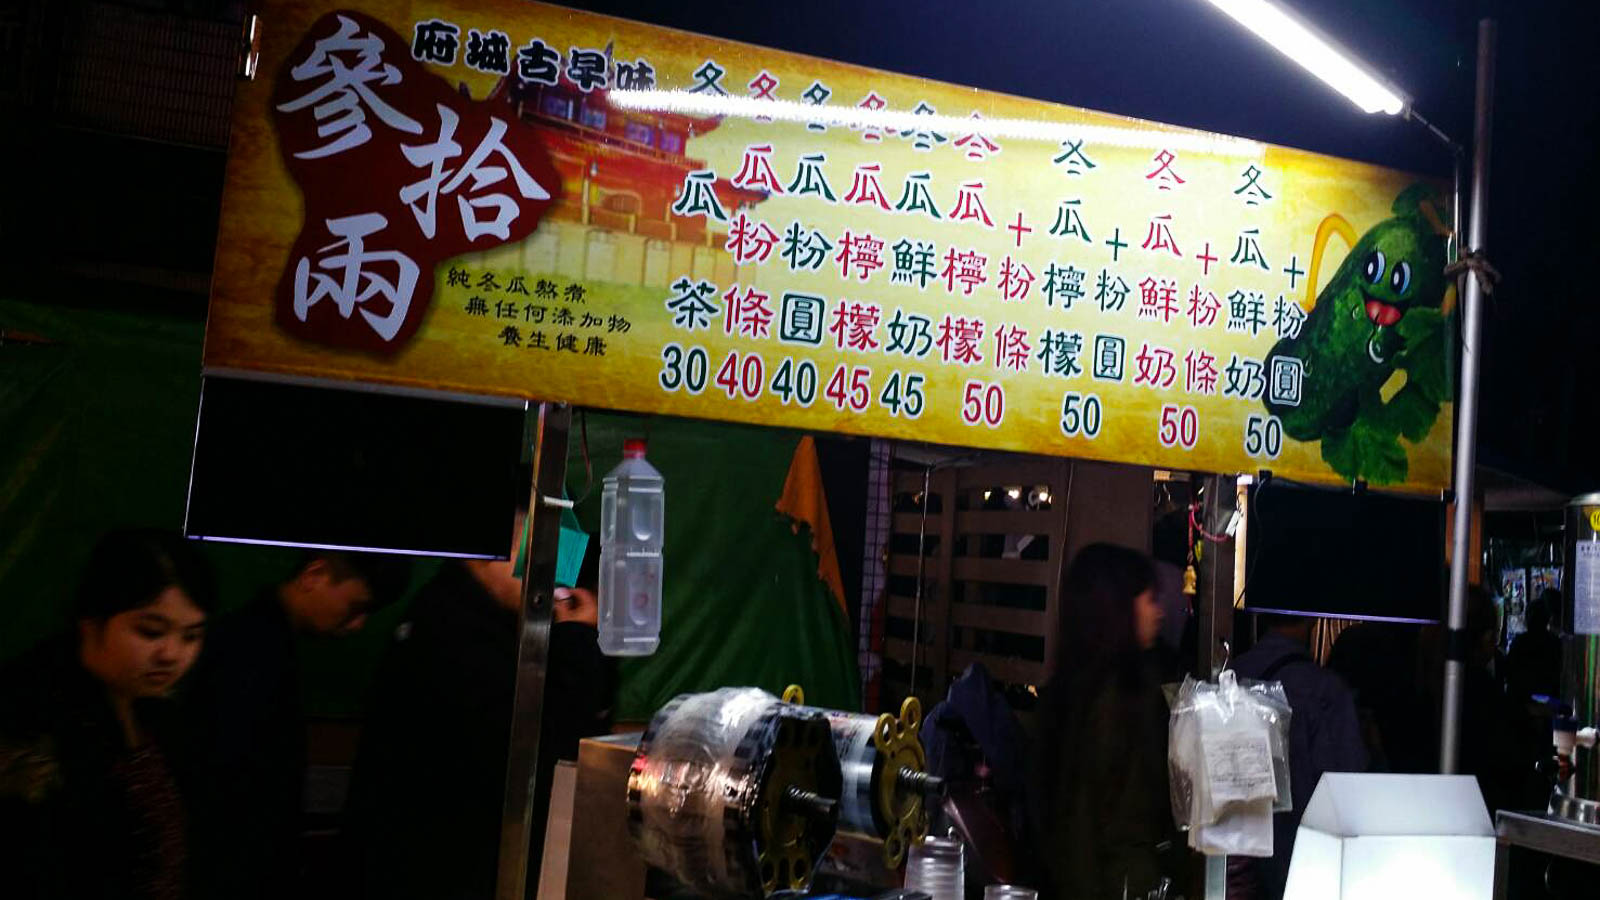 府城古早味
參拾兩
純冬瓜熬煮
無任何添加物
養生健康
冬瓜茶 30
冬瓜粉條 40
冬瓜粉圓 40
冬瓜檸檬 45
冬瓜鮮奶 45
冬瓜檸檬+粉條 50
冬瓜檸檬+粉圓 50
冬瓜鮮奶+粉條 50
冬瓜鮮奶+粉圓 50